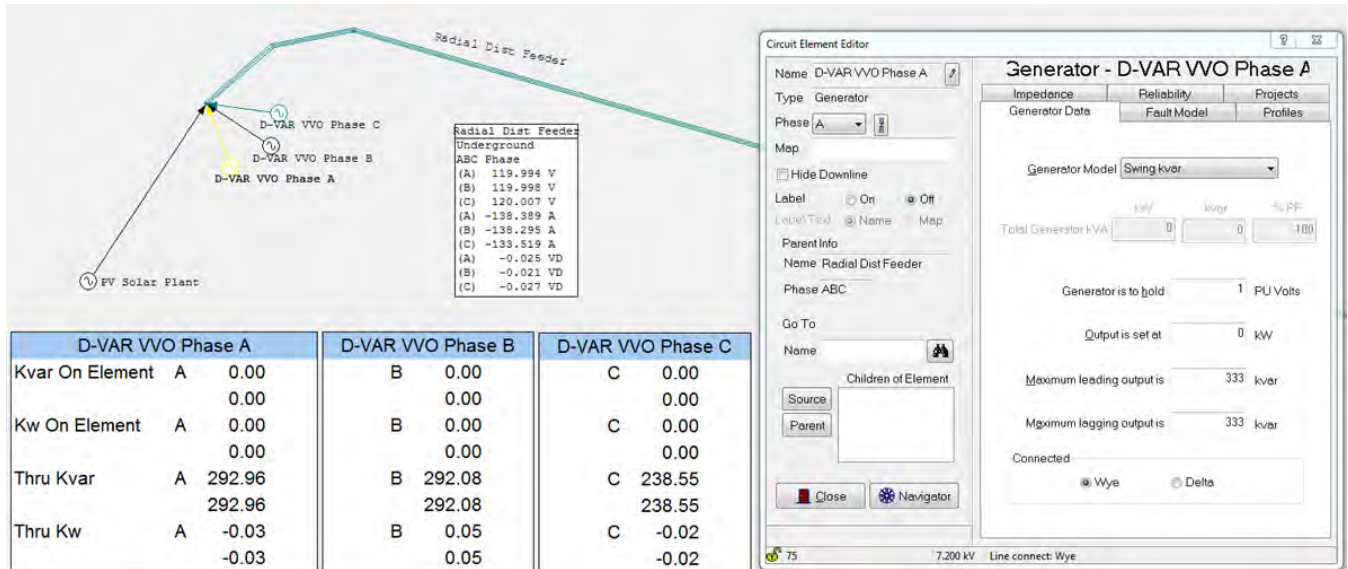 Radial Dist Feeder
D-VAR VVO Phase C
D-VAR VVO Phase B
D-VAR VVO Phase A
PV Solar Plant
Radial Dist Feeder
Underground
ABC Phase
(A) 119.994 V
(B) 119.998 V
(C) 120.007 V
(A) -138.389 A
(B) -138.295 A
(C) -133.519 A
(A) -0.025 VD
(B) -0.021 VD
(C) -0.027 VD
D-VAR VVO Phase A D-VAR VVO Phase B D-VAR VVO Phase C
Kvar On Element A 0.00 B 0.00 C 0.00
0.00 0.00 0.00
Kw On Element A 0.00 B 0.00 C 0.00
0.00 0.00 0.00
Thru Kvar A 292.96 B 292.08 C 238.55
292.96 292.08 238.55
Thru Kw A -0.03 B 0.05 C -0.02
-0.03 0.05 -0.02
Circuit Element Editor
Name D-VAR VVO Phase A
Type Generator
Phase A
Map
Hide Downline
Label On Off
Label Text Name Map
Parent Info
Name Radial Dist Feeder
Phase ABC
Go To
Name
Children of Element
Source
Parent
Close Navigator
Generator - D-VAR VVO Phase A
Impedance Reliability Projects
Generator Data Fault Model Profiles
Generator Model Swing kvar
kW kvar % PF
Total Generator kVA 0 0 100
Generator is to hold 1 PU Volts
Output is set at 0 kW
Maximum leading output is 333 kvar
Maximum lagging output is 333 kvar
Connected
Wye Delta
75 7.200 kV Line connect: Wye